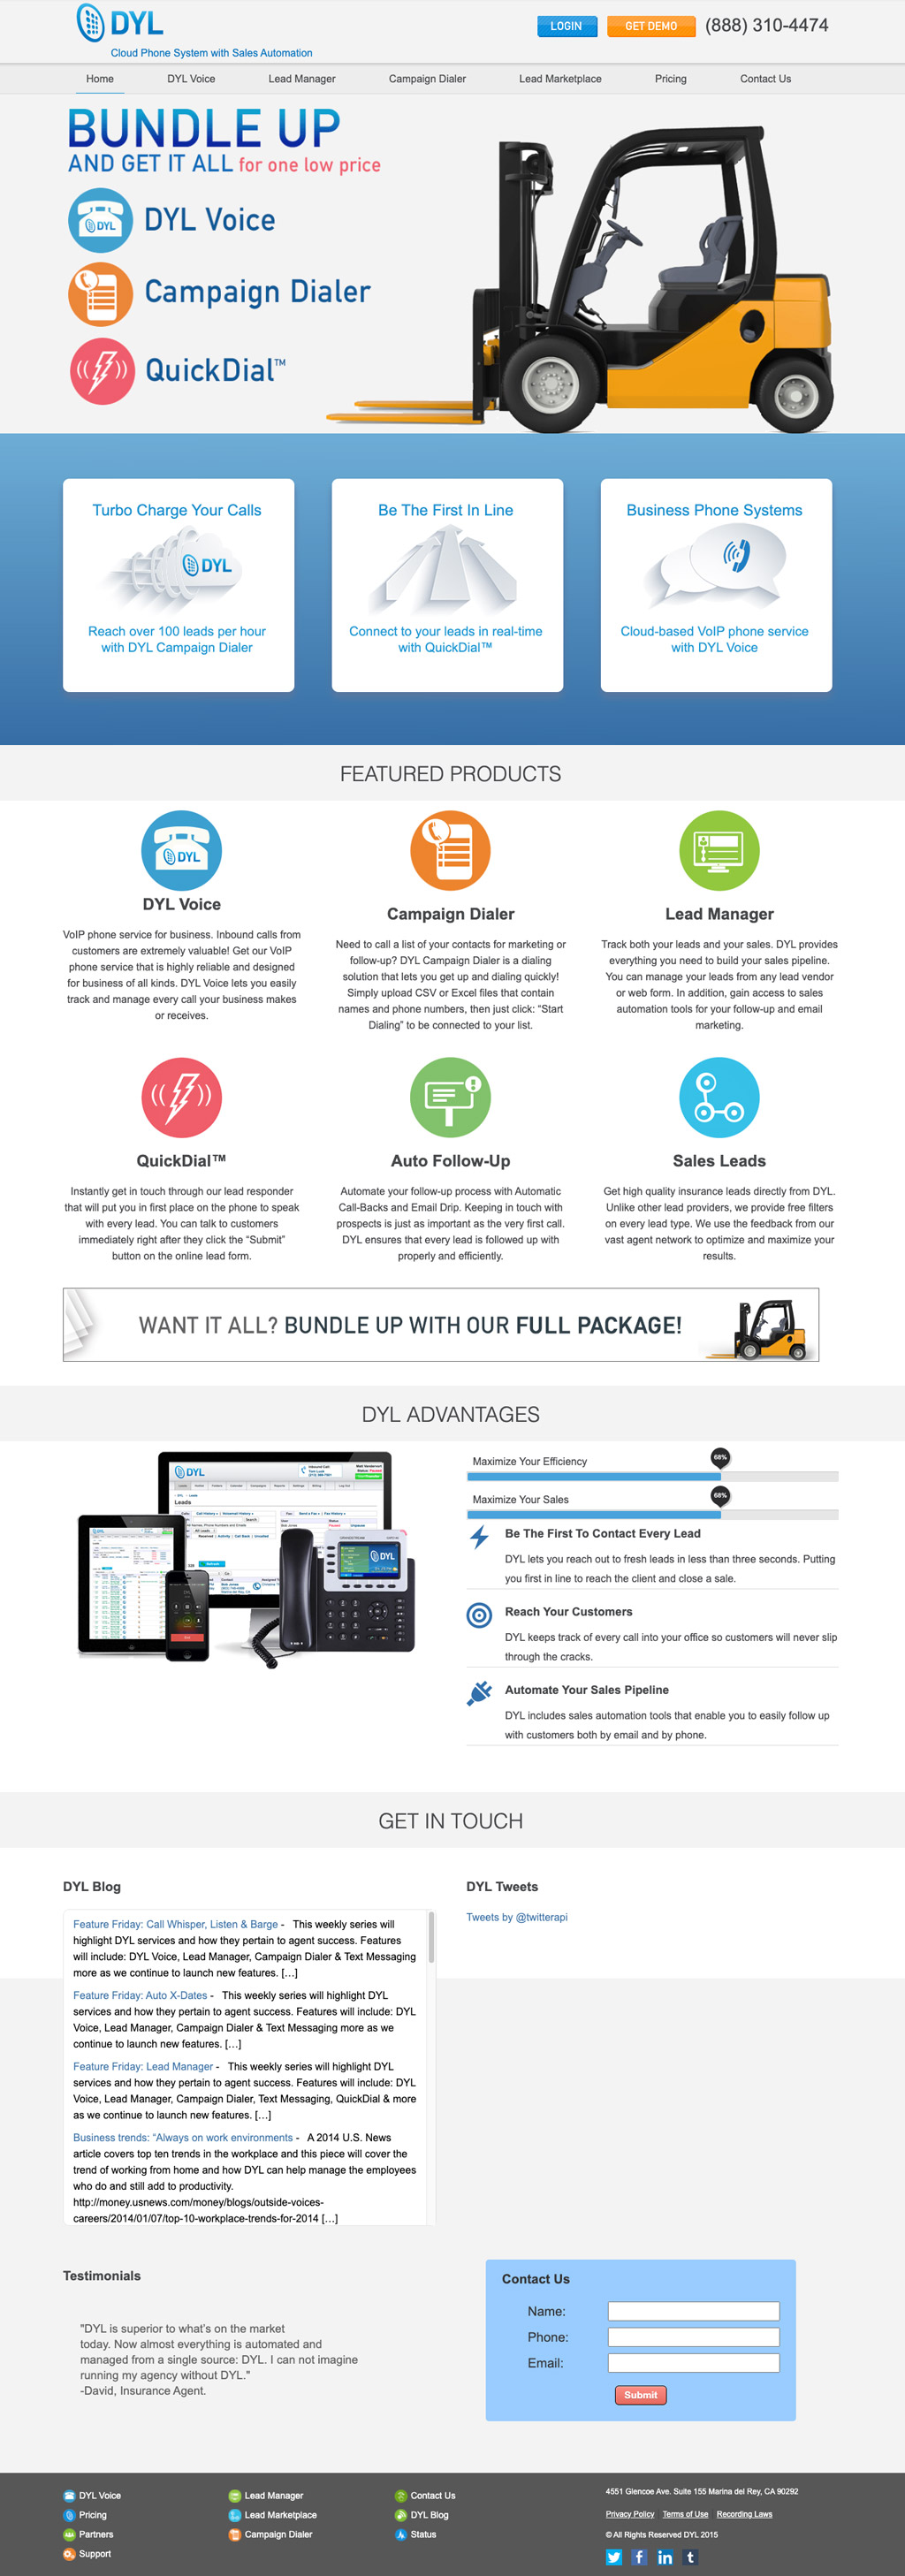 DYL
Cloud Phone System with Sales Automation
LOGIN
GET DEMO
(888) 310-4474
Home
DYL Voice
Lead Manager
Campaign Dialer
Lead Marketplace
Pricing
Contact Us
BUNDLE UP
AND GET IT ALL for one low price
DYL
DYL Voice
Campaign Dialer
QuickDial™
Turbo Charge Your Calls
DYL
Reach over 100 leads per hour
with DYL Campaign Dialer
Be The First In Line
Connect to your leads in real-time
with QuickDial™
Business Phone Systems
Cloud-based VoIP phone service
with DYL Voice
FEATURED PRODUCTS
DYL
DYL Voice
VoIP phone service for business. Inbound calls from
customers are extremely valuable! Get our VoIP
phone service that is highly reliable and designed
for business of all kinds. DYL Voice lets you easily
track and manage every call your business makes
or receives.
Campaign Dialer
Need to call a list of your contacts for marketing or
follow-up? DYL Campaign Dialer is a dialing
solution that lets you get up and dialing quickly!
Simply upload CSV or Excel files that contain
names and phone numbers, then just click: “Start
Dialing” to be connected to your list.
Lead Manager
Track both your leads and your sales. DYL provides
everything you need to build your sales pipeline.
You can manage your leads from any lead vendor
or web form. In addition, gain access to sales
automation tools for your follow-up and email
marketing.
QuickDial™
Instantly get in touch through our lead responder
that will put you in first place on the phone to speak
with every lead. You can talk to customers
immediately right after they click the “Submit”
button on the online lead form.
Auto Follow-Up
Automate your follow-up process with Automatic
Call-Backs and Email Drip. Keeping in touch with
prospects is just as important as the very first call.
DYL ensures that every lead is followed up with
properly and efficiently.
Sales Leads
Get high quality insurance leads directly from DYL.
Unlike other lead providers, we provide free filters
on every lead type. We use the feedback from our
vast agent network to optimize and maximize your
results.
WANT IT ALL? BUNDLE UP WITH OUR FULL PACKAGE!
DYL ADVANTAGES
DYL
Leads
DYL
Maximize Your Efficiency
68%
Maximize Your Sales
68%
Be The First To Contact Every Lead
DYL lets you reach out to fresh leads in less than three seconds. Putting
you first in line to reach the client and close a sale.
Reach Your Customers
DYL keeps track of every call into your office so customers will never slip
through the cracks.
Automate Your Sales Pipeline
DYL includes sales automation tools that enable you to easily follow up
with customers both by email and by phone.
GET IN TOUCH
DYL Blog
Feature Friday: Call Whisper, Listen & Barge - This weekly series will
highlight DYL services and how they pertain to agent success. Features
will include: DYL Voice, Lead Manager, Campaign Dialer & Text Messaging
more as we continue to launch new features. [...]
Feature Friday: Auto X-Dates - This weekly series will highlight DYL
services and how they pertain to agent success. Features will include: DYL
Voice, Lead Manager, Campaign Dialer & Text Messaging more as we
continue to launch new features. [...]
Feature Friday: Lead Manager - This weekly series will highlight DYL
services and how they pertain to agent success. Features will include: DYL
Voice, Lead Manager, Campaign Dialer, Text Messaging, QuickDial & more
as we continue to launch new features. [...]
Business trends: “Always on work environments - A 2014 U.S. News
article covers top ten trends in the workplace and this piece will cover the
trend of working from home and how DYL can help manage the employees
who do and still add to productivity.
http://money.usnews.com/money/blogs/outside-voices-
careers/2014/01/07/top-10-workplace-trends-for-2014 [...]
DYL Tweets
Tweets by @twitterapi
Testimonials
"DYL is superior to what's on the market
today. Now almost everything is automated and
managed from a single source: DYL. I can not imagine
running my agency without DYL."
-David, Insurance Agent.
Contact Us
Name:
Phone:
Email:
Submit
DYL Voice
Pricing
Partners
Support
Lead Manager
Lead Marketplace
Campaign Dialer
Contact Us
DYL Blog
Status
4551 Glencoe Ave. Suite 155 Marina del Rey, CA 90292
Privacy Policy Terms of Use Recording Laws
© All Rights Reserved DYL 2015